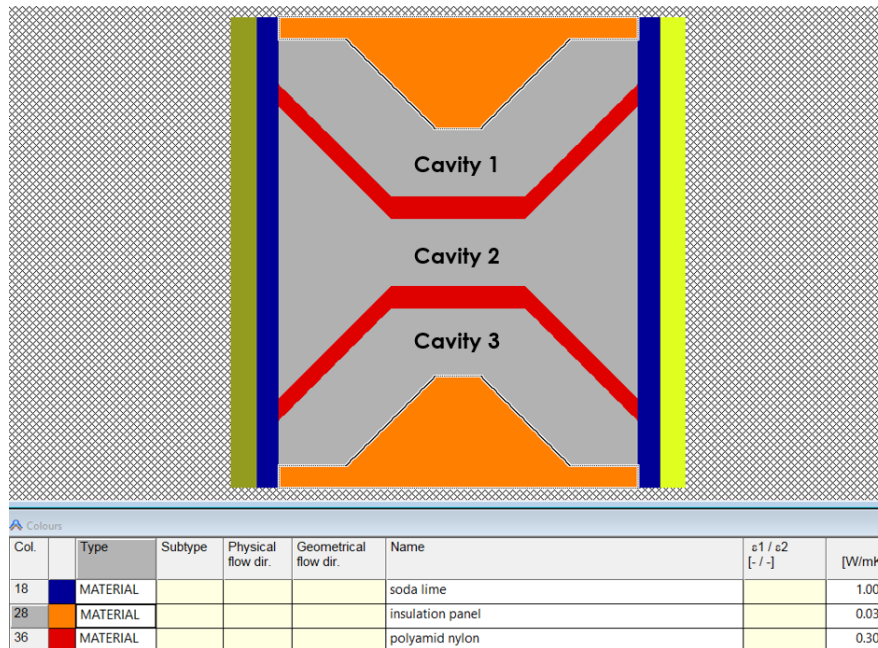 Cavity 1
Cavity 2
Cavity 3
Colours
Col. Type Subtype Physical flow dir. Geometrical flow dir. Name ε1 / ε2 [- / -] [W/mK
18 MATERIAL soda lime 1.00
28 MATERIAL insulation panel 0.03
36 MATERIAL polyamid nylon 0.30